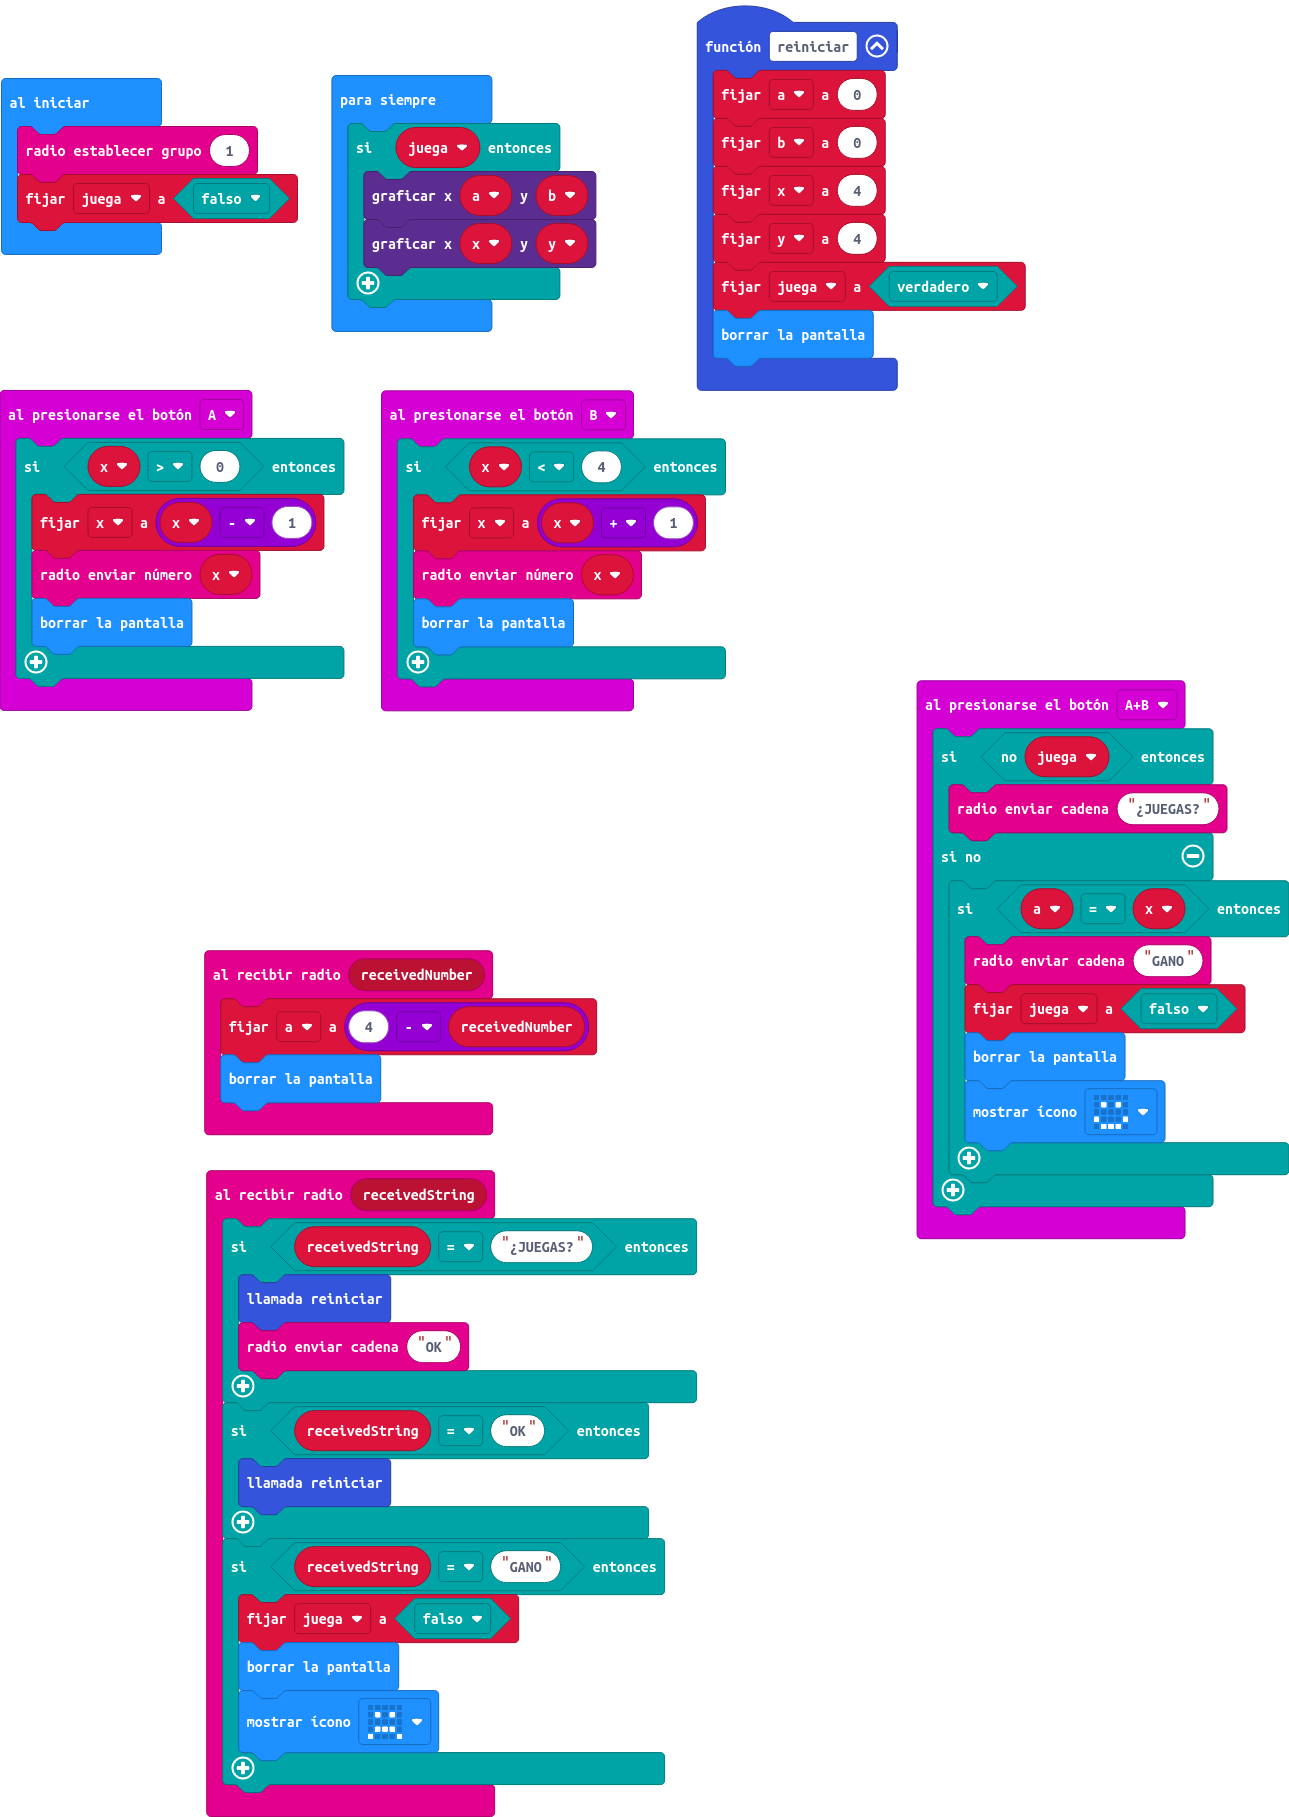 al iniciar
radio establecer grupo 1
fijar juega a falso
para siempre
si juega entonces
graficar x a y b
graficar x x y y
función reiniciar
fijar a a 0
fijar b a 0
fijar x a 4
fijar y a 4
fijar juega a verdadero
borrar la pantalla
al presionarse el botón A
si x > 0 entonces
fijar x a x - 1
radio enviar número x
borrar la pantalla
al presionarse el botón B
si x < 4 entonces
fijar x a x + 1
radio enviar número x
borrar la pantalla
al presionarse el botón A+B
si no juega entonces
radio enviar cadena "¿JUEGAS?"
si no
si a = x entonces
radio enviar cadena "GANO"
fijar juega a falso
borrar la pantalla
mostrar ícono
al recibir radio receivedNumber
fijar a a 4 - receivedNumber
borrar la pantalla
al recibir radio receivedString
si receivedString = "¿JUEGAS?" entonces
llamada reiniciar
radio enviar cadena "OK"
si receivedString = "OK" entonces
llamada reiniciar
si receivedString = "GANO" entonces
fijar juega a falso
borrar la pantalla
mostrar ícono